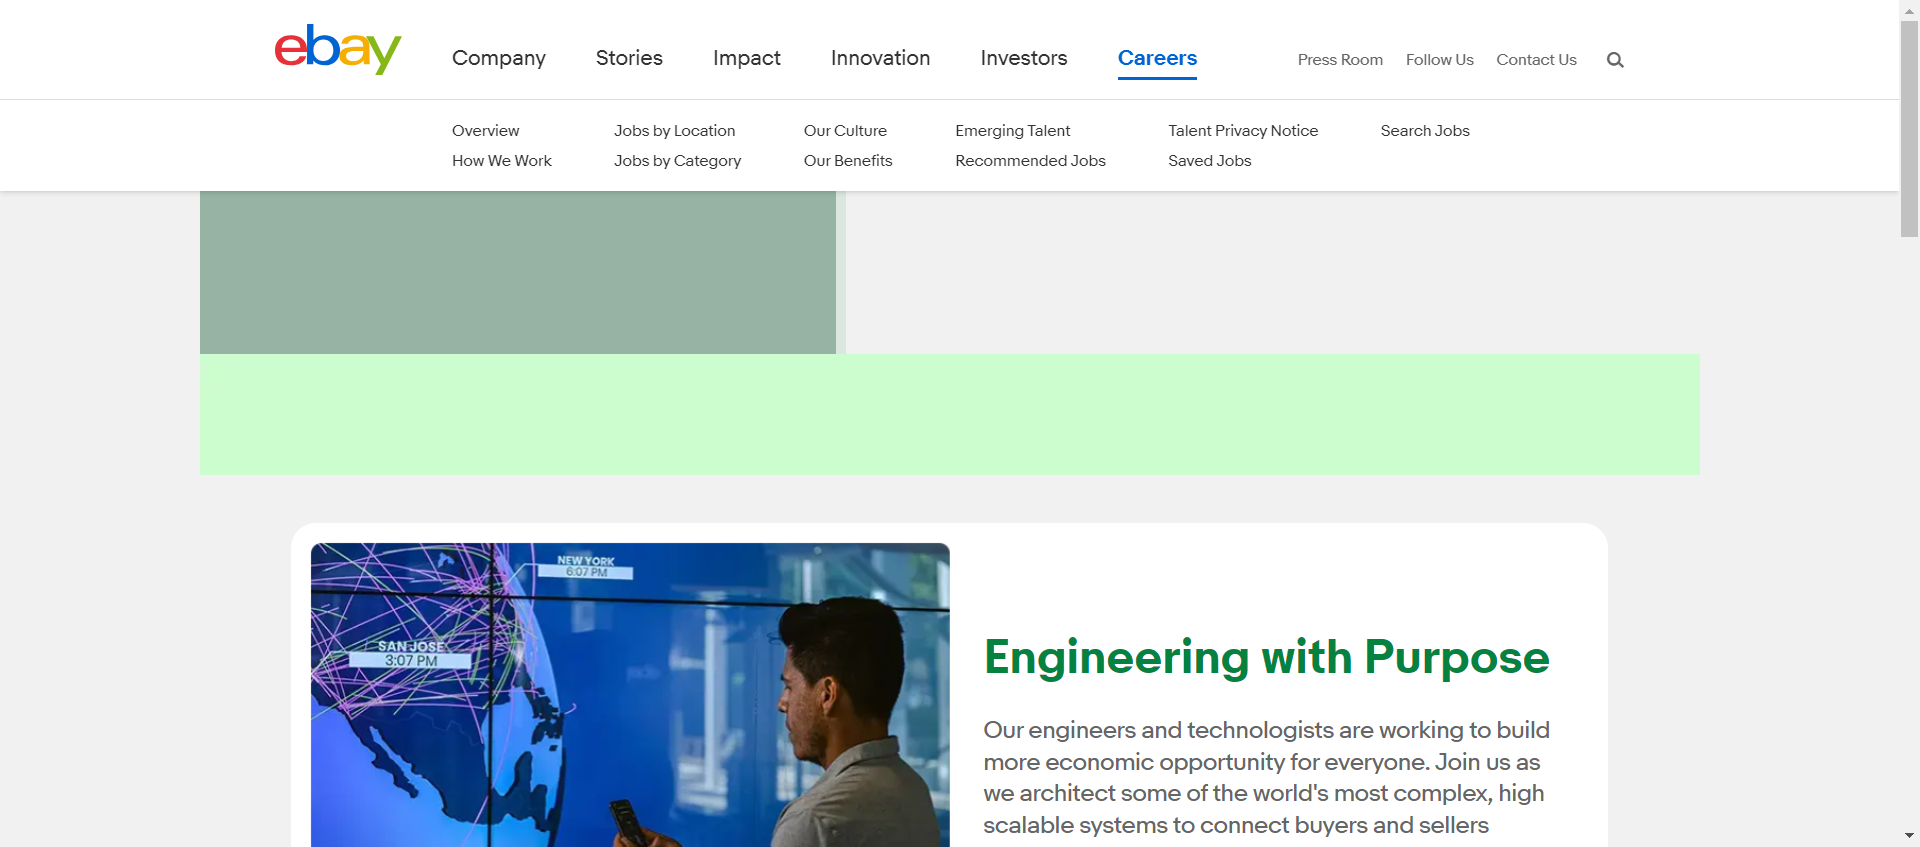 ebay
Company Stories Impact Innovation Investors Careers Press Room Follow Us Contact Us
Overview Jobs by Location Our Culture Emerging Talent Talent Privacy Notice Search Jobs
How We Work Jobs by Category Our Benefits Recommended Jobs Saved Jobs
NEW YORK
6:07 PM
SAN JOSE
3:07 PM
Engineering with Purpose
Our engineers and technologists are working to build
more economic opportunity for everyone. Join us as
we architect some of the world's most complex, high
scalable systems to connect buyers and sellers